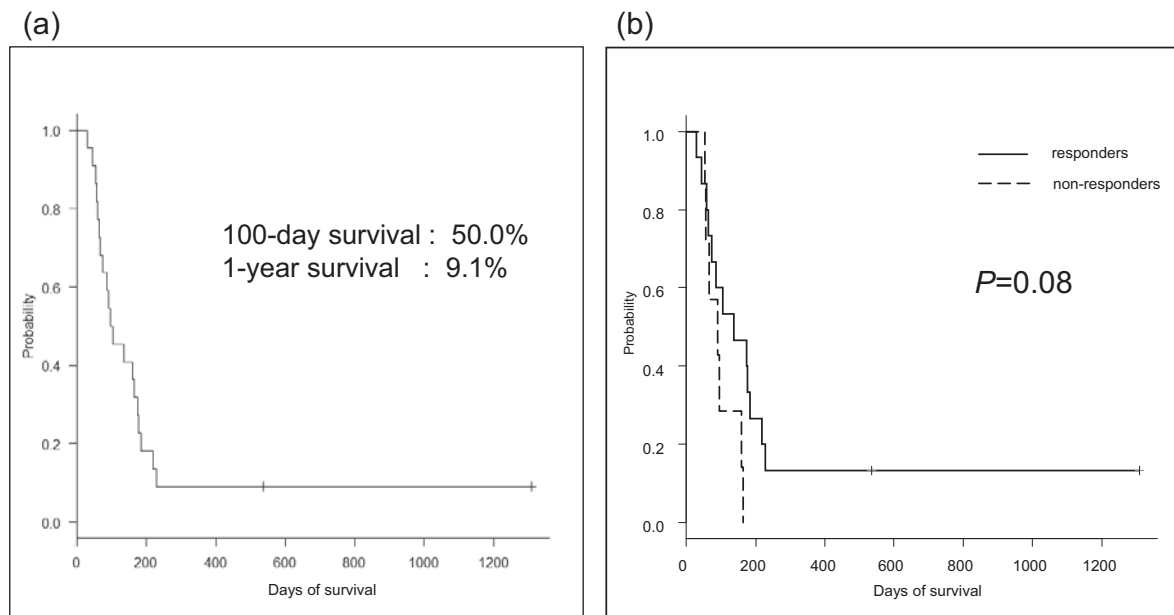 (a)
1.0
0.8
0.6
0.4
0.2
0.0
Probability
100-day survival : 50.0%
1-year survival : 9.1%
0 200 400 600 800 1000 1200
Days of survival
(b)
1.0
0.8
0.6
0.4
0.2
0.0
Probability
responders
non-responders
P=0.08
0 200 400 600 800 1000 1200
Days of survival